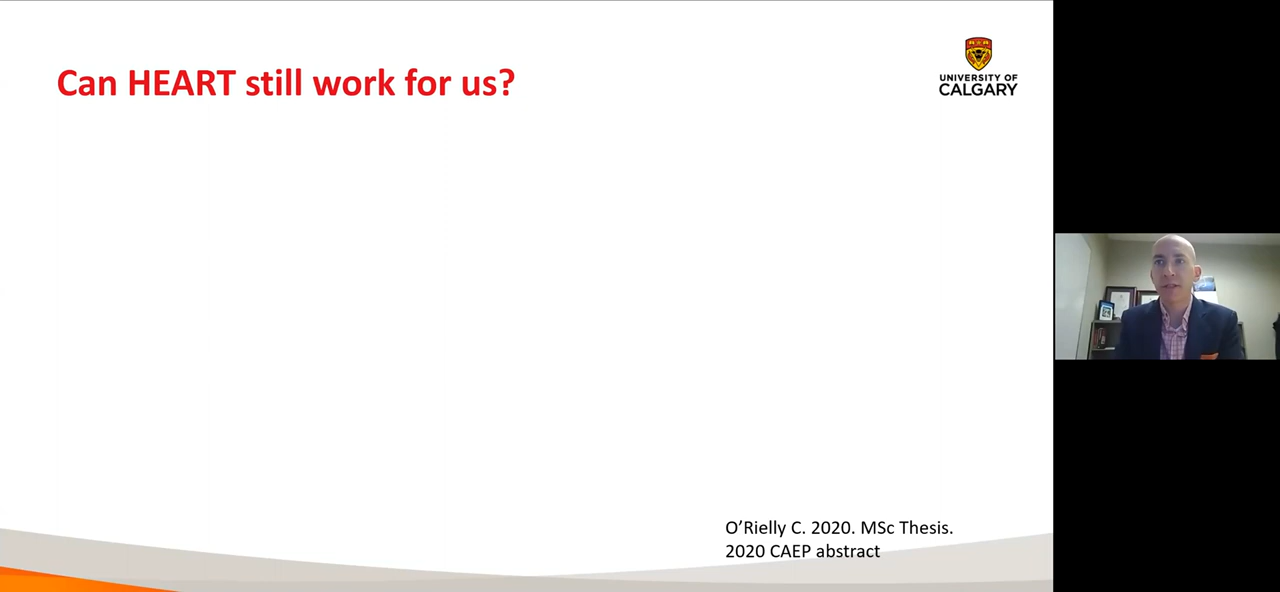 Can HEART still work for us?
UNIVERSITY OF
CALGARY
O’Rielly C. 2020. MSc Thesis.
2020 CAEP abstract